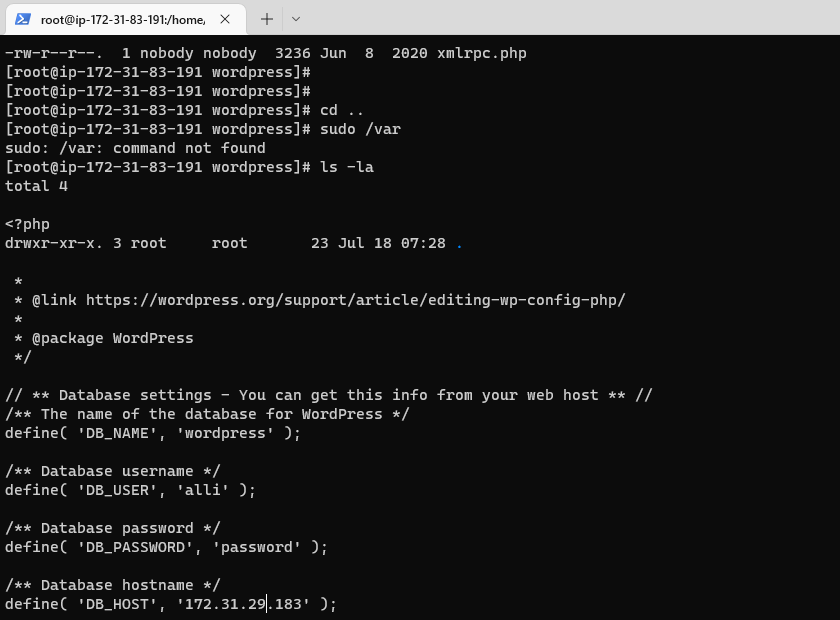 root@ip-172-31-83-191:/home,
-rw-r--r--.  1 nobody nobody  3236 Jun  8  2020 xmlrpc.php
[root@ip-172-31-83-191 wordpress]#
[root@ip-172-31-83-191 wordpress]#
[root@ip-172-31-83-191 wordpress]# cd ..
[root@ip-172-31-83-191 wordpress]# sudo /var
sudo: /var: command not found
[root@ip-172-31-83-191 wordpress]# ls -la
total 4
<?php
drwxr-xr-x. 3 root     root       23 Jul 18 07:28 .
 *
 * @link https://wordpress.org/support/article/editing-wp-config-php/
 *
 * @package WordPress
 */
// ** Database settings - You can get this info from your web host ** //
/** The name of the database for WordPress */
define( 'DB_NAME', 'wordpress' );
/** Database username */
define( 'DB_USER', 'alli' );
/** Database password */
define( 'DB_PASSWORD', 'password' );
/** Database hostname */
define( 'DB_HOST', '172.31.29.183' );